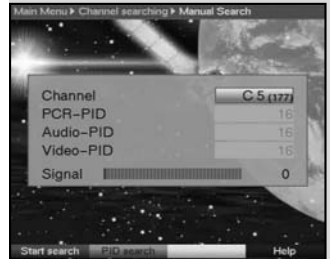 Main Menu Channel searching Manual Search
Channel C 5 (177)
PCR-PID 16
Audio-PID 16
Video-PID 16
Signal 0
Start search PID search Help